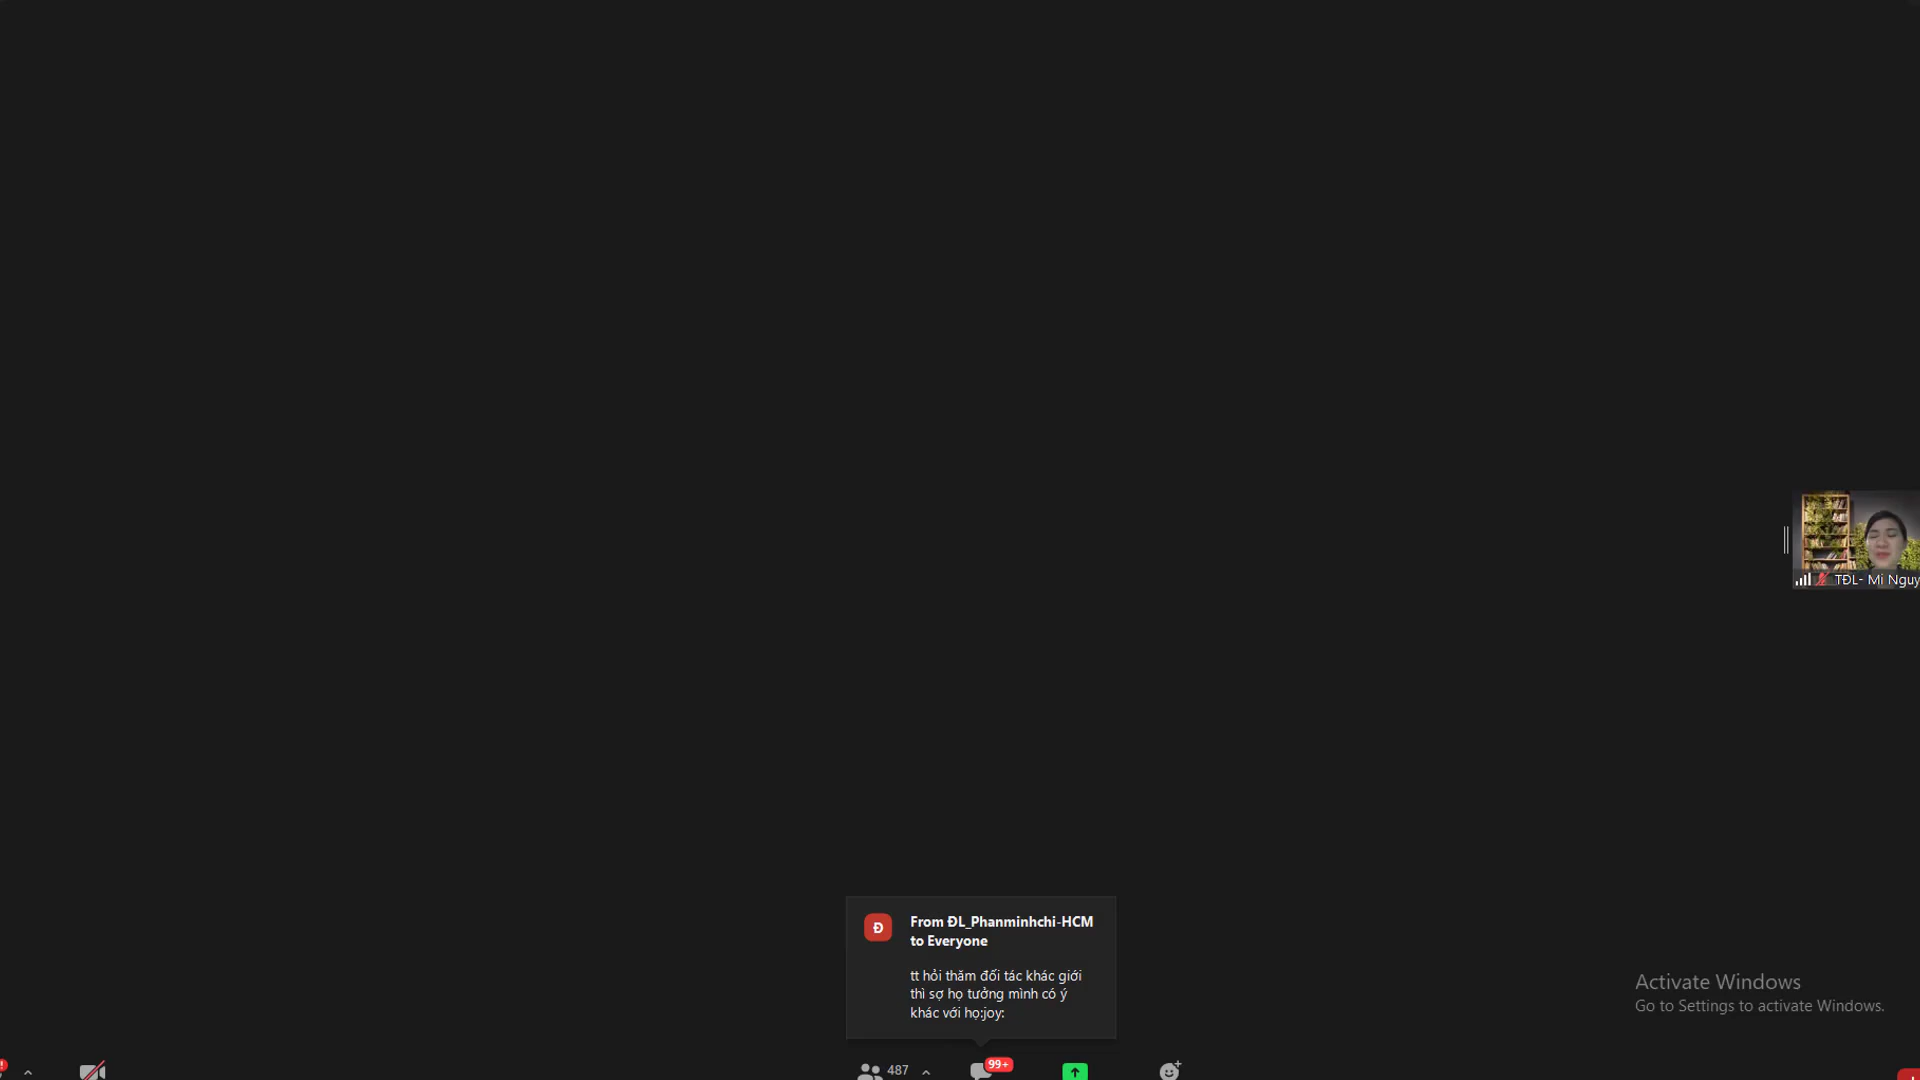 TĐL- Mi Nguy
Đ
From ĐL_Phanminhchi-HCM
to Everyone
tt hỏi thăm đối tác khác giới
thì sợ họ tưởng mình có ý
khác với họ:joy:
Activate Windows
Go to Settings to activate Windows.
487
99+